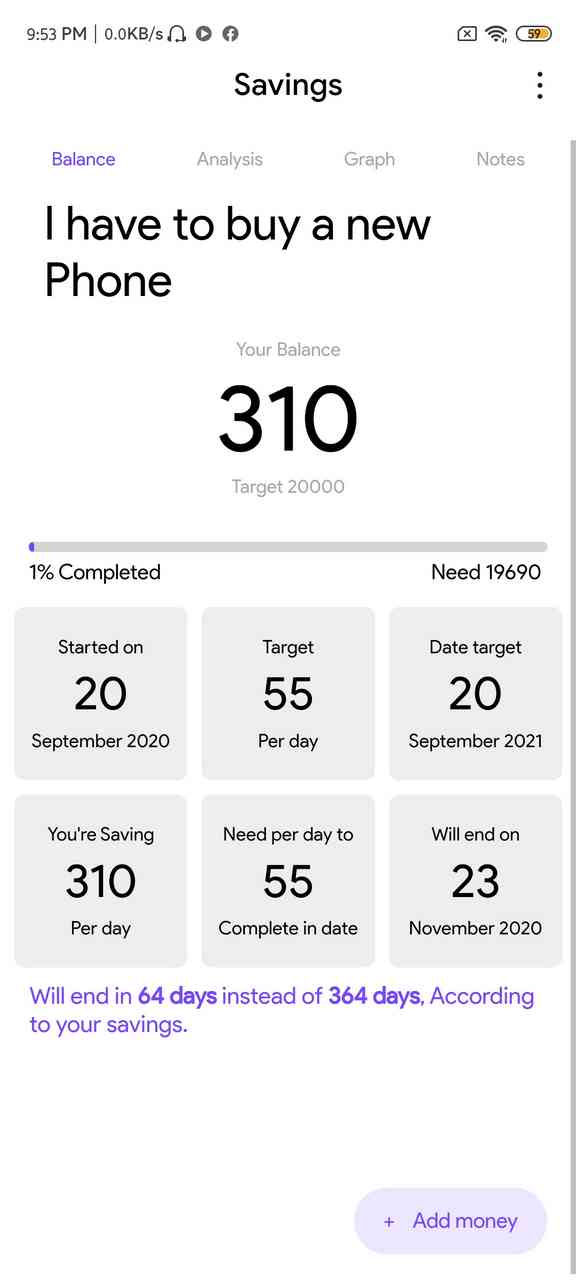 9:53 PM | 0.0KB/s 59
Savings
Balance Analysis Graph Notes
I have to buy a new
Phone
Your Balance
310
Target 20000
1% Completed Need 19690
Started on Target Date target
20 55 20
September 2020 Per day September 2021
You're Saving Need per day to Will end on
310 55 23
Per day Complete in date November 2020
Will end in 64 days instead of 364 days, According
to your savings.
+ Add money